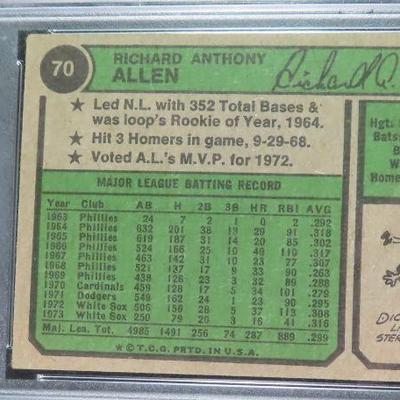 70
RICHARD ANTHONY
ALLEN
Richard A.
★ Led N.L. with 352 Total Bases &
was loop's Rookie of Year, 1964.
★ Hit 3 Homers in game, 9-29-68.
★ Voted A.L.'s M.V.P. for 1972.
MAJOR LEAGUE BATTING RECORD
Year Club AB H 2B 3B HR RBI AVG
1963 Phillies 24 7 2 1 0 2 .292
1964 Phillies 632 201 38 13 29 91 .318
1965 Phillies 619 187 31 14 20 85 .302
1966 Phillies 524 166 25 10 40 110 .317
1967 Phillies 463 142 31 10 23 77 .307
1968 Phillies 521 137 17 9 33 90 .263
1969 Phillies 438 126 23 3 32 89 .288
1970 Cardinals 459 128 17 5 34 101 .279
1971 Dodgers 549 162 24 1 23 90 .295
1972 White Sox 506 156 28 5 37 113 .308
1973 White Sox 250 79 20 3 16 41 .316
Maj. Lea. Tot. 4985 1491 256 74 287 889 .299
★ © T.C.G. PRTD. IN U.S.A.
Hgt.
Bats
Home
DIC
LI
STER